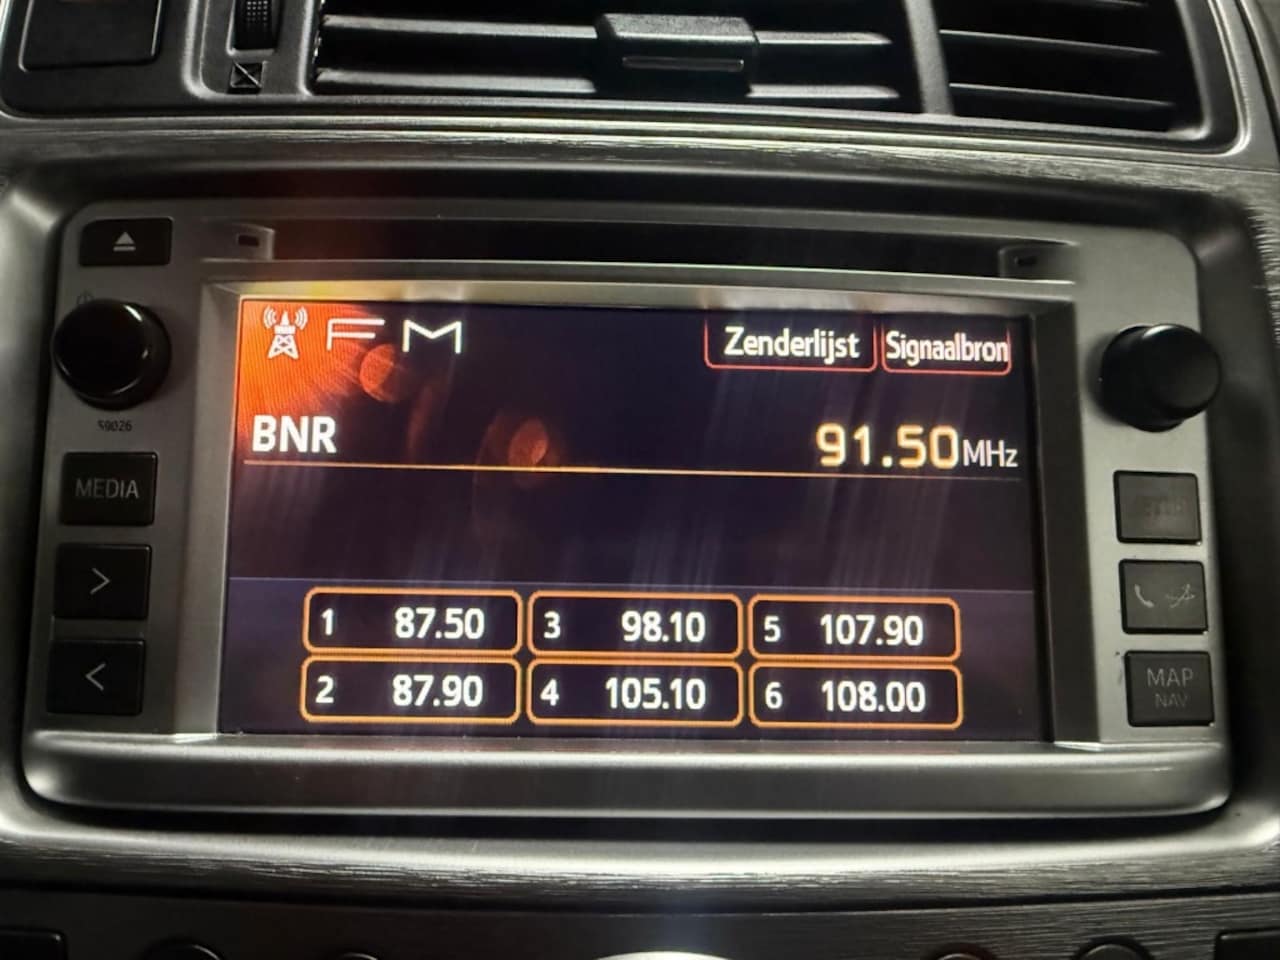 FM Zenderlijst Signaalbron
BNR 91.50MHz
1 87.50 3 98.10 5 107.90
2 87.90 4 105.10 6 108.00
59026
MEDIA
>
<
MAP
NAV